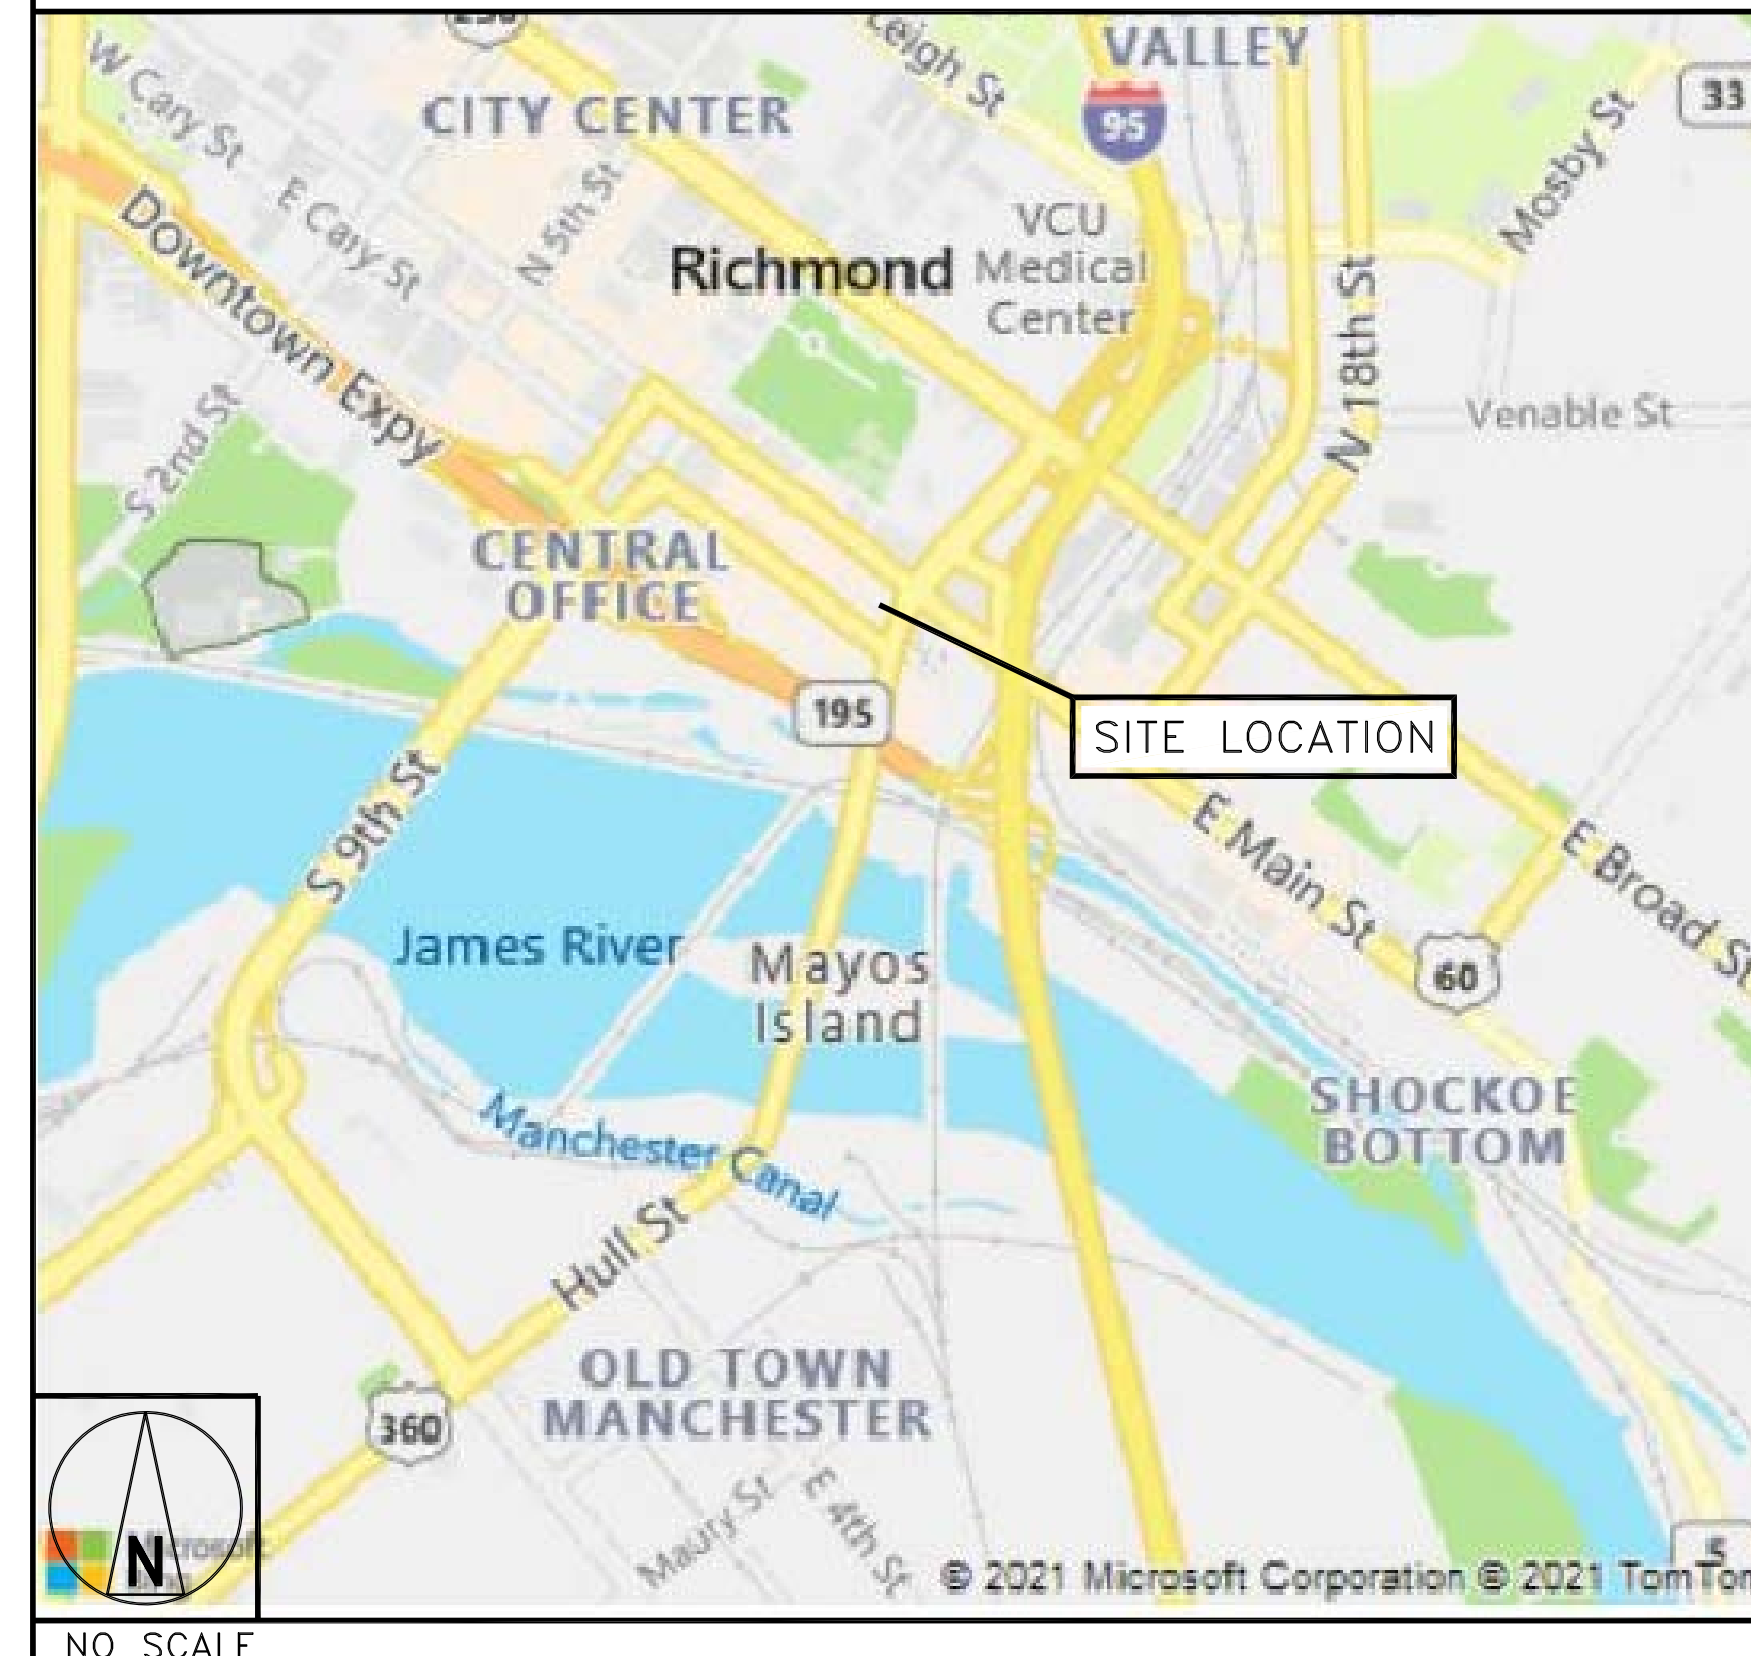 VALLEY
Leigh St
W Cary St
CITY CENTER
95
33
Mosby St
E Cary St
N 5th St
VCU
Medical
Center
Richmond
Downtown Expy
N 18th St
Venable St
S 2nd St
CENTRAL
OFFICE
195
SITE LOCATION
S 9th St
E Main St
E Broad St
James River
Mayos
Island
60
SHOCKOE
BOTTOM
Manchester Canal
Hull St
OLD TOWN
MANCHESTER
360
Maury St
E 4th St
N
© 2021 Microsoft Corporation © 2021 TomTom
5
NO SCALE